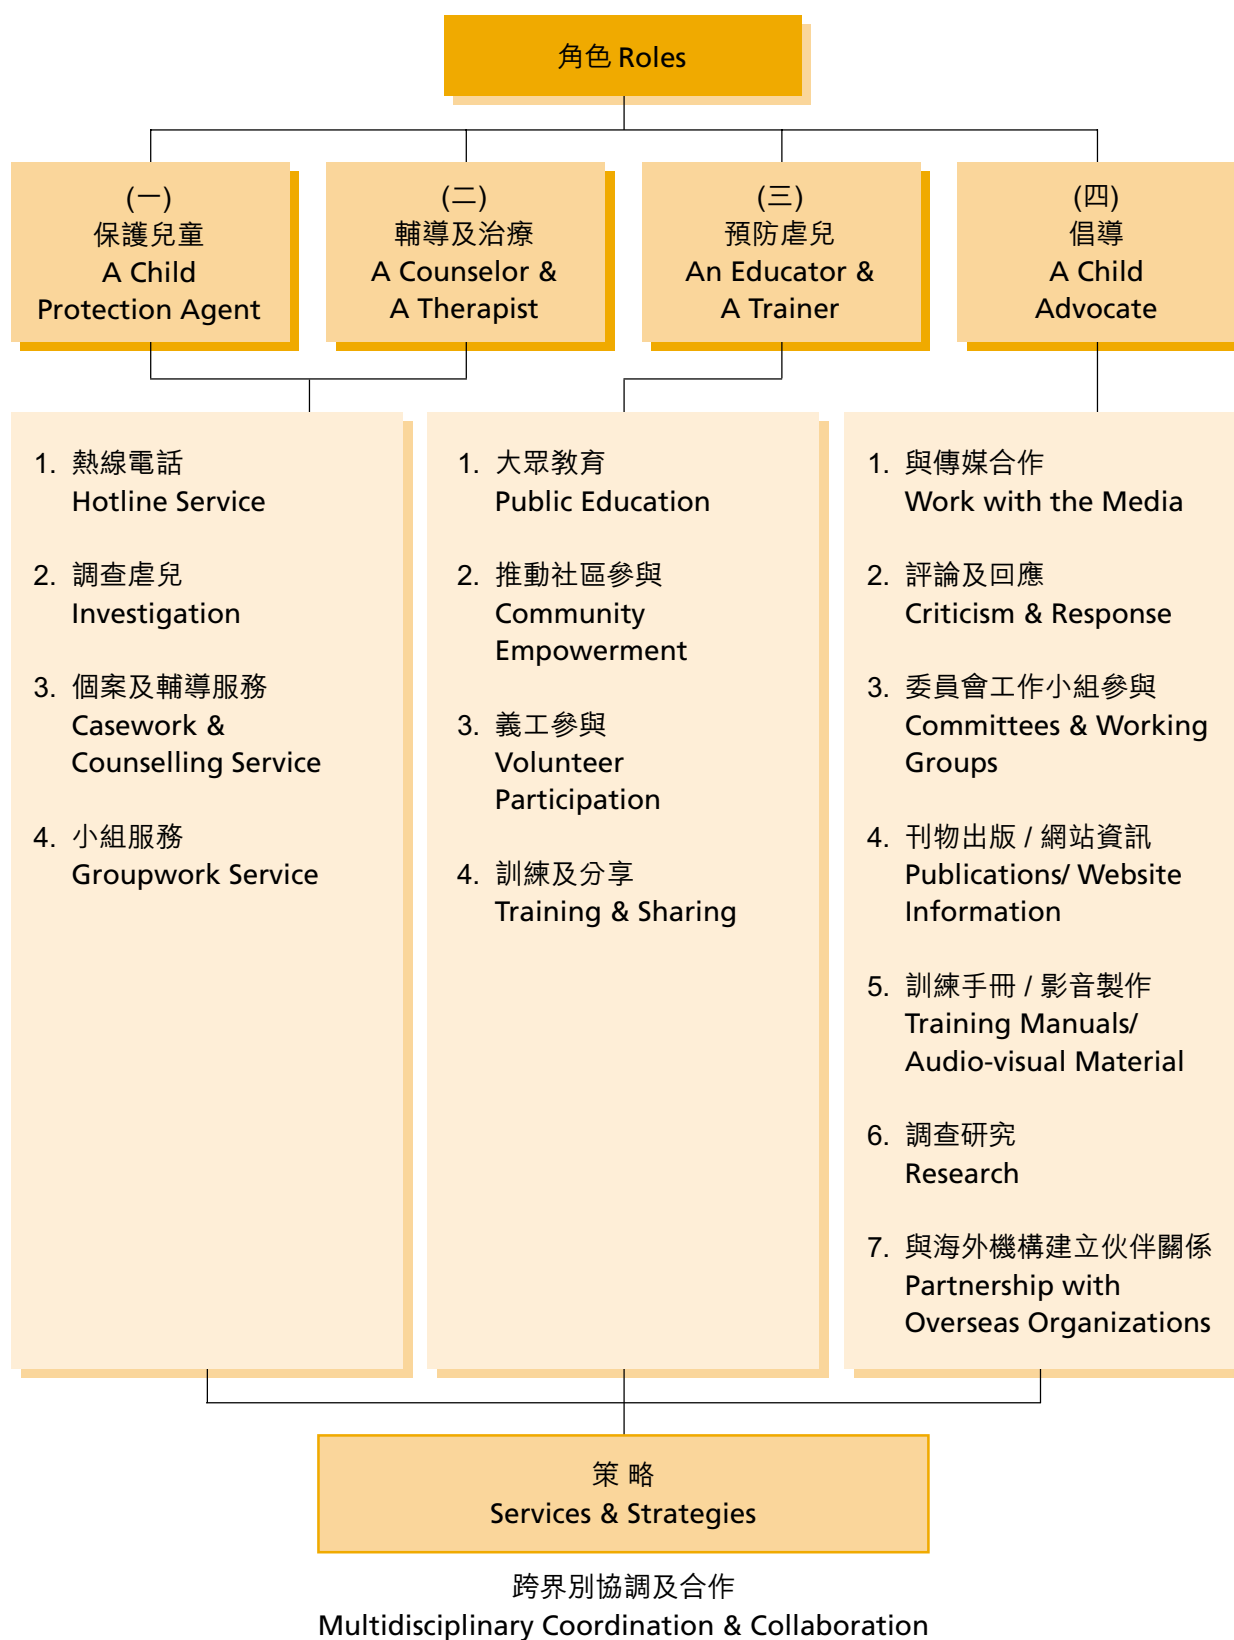 角色 Roles
(一)
保護兒童
A Child
Protection Agent
(二)
輔導及治療
A Counselor &
A Therapist
(三)
預防虐兒
An Educator &
A Trainer
(四)
倡導
A Child
Advocate
1. 熱線電話
Hotline Service
2. 調查虐兒
Investigation
3. 個案及輔導服務
Casework &
Counselling Service
4. 小組服務
Groupwork Service
1. 大眾教育
Public Education
2. 推動社區參與
Community
Empowerment
3. 義工參與
Volunteer
Participation
4. 訓練及分享
Training & Sharing
1. 與傳媒合作
Work with the Media
2. 評論及回應
Criticism & Response
3. 委員會工作小組參與
Committees & Working
Groups
4. 刊物出版 / 網站資訊
Publications/ Website
Information
5. 訓練手冊 / 影音製作
Training Manuals/
Audio-visual Material
6. 調查研究
Research
7. 與海外機構建立伙伴關係
Partnership with
Overseas Organizations
策 略
Services & Strategies
跨界別協調及合作
Multidisciplinary Coordination & Collaboration